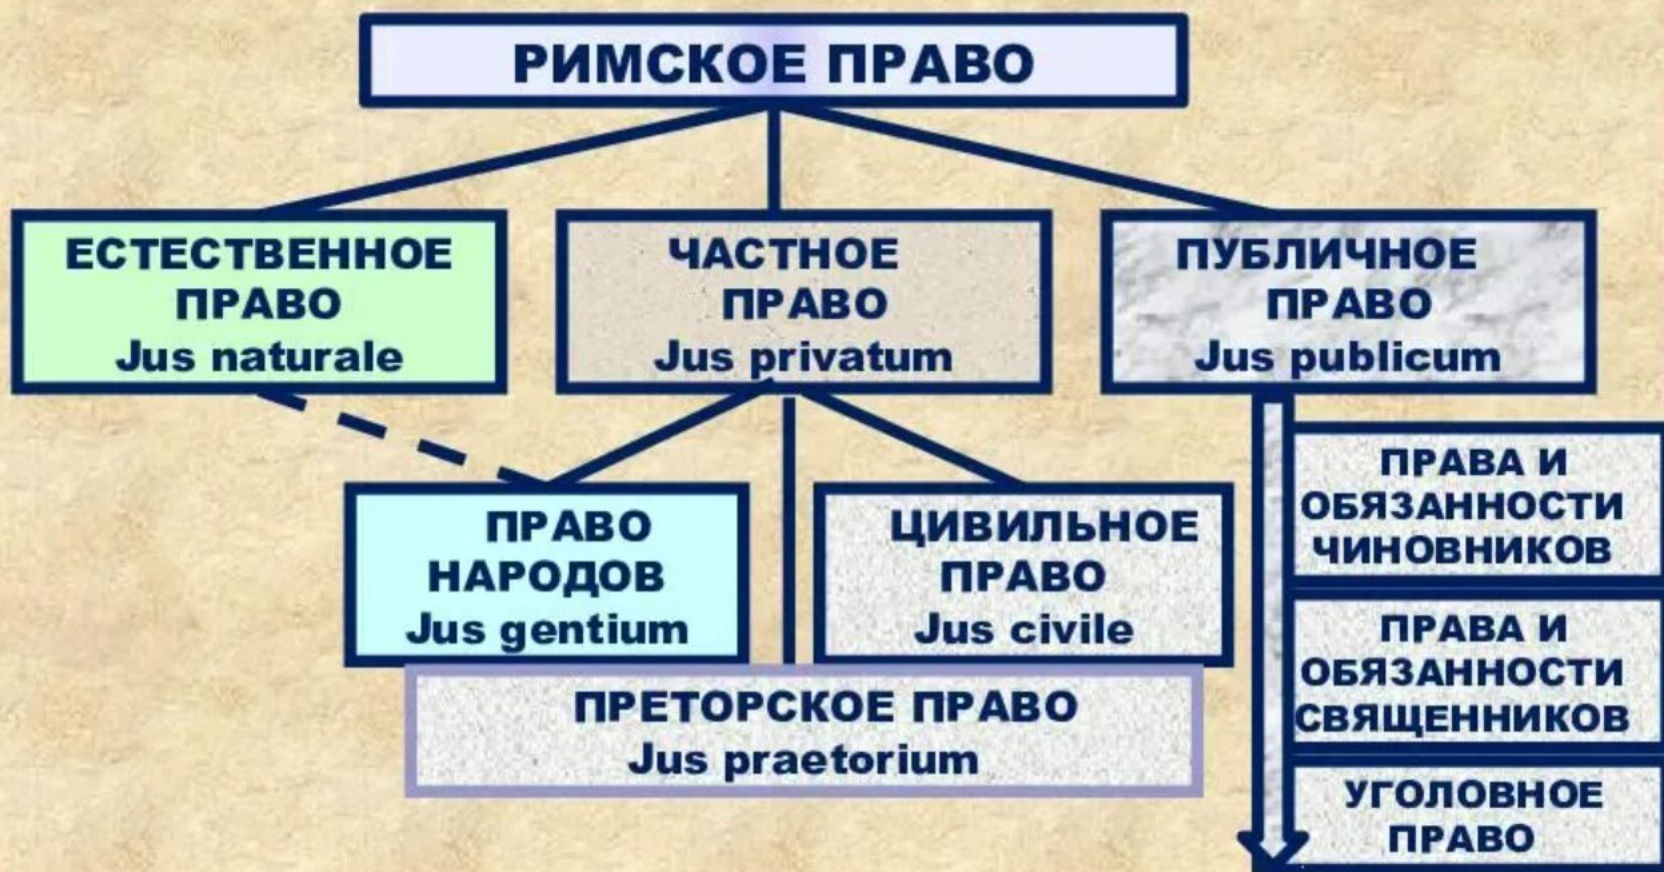 РИМСКОЕ ПРАВО
ЕСТЕСТВЕННОЕ
ПРАВО
Jus naturale
ЧАСТНОЕ
ПРАВО
Jus privatum
ПУБЛИЧНОЕ
ПРАВО
Jus publicum
ПРАВО
НАРОДОВ
Jus gentium
ЦИВИЛЬНОЕ
ПРАВО
Jus civile
ПРЕТОРСКОЕ ПРАВО
Jus praetorium
ПРАВА И
ОБЯЗАННОСТИ
ЧИНОВНИКОВ
ПРАВА И
ОБЯЗАННОСТИ
СВЯЩЕННИКОВ
УГОЛОВНОЕ
ПРАВО